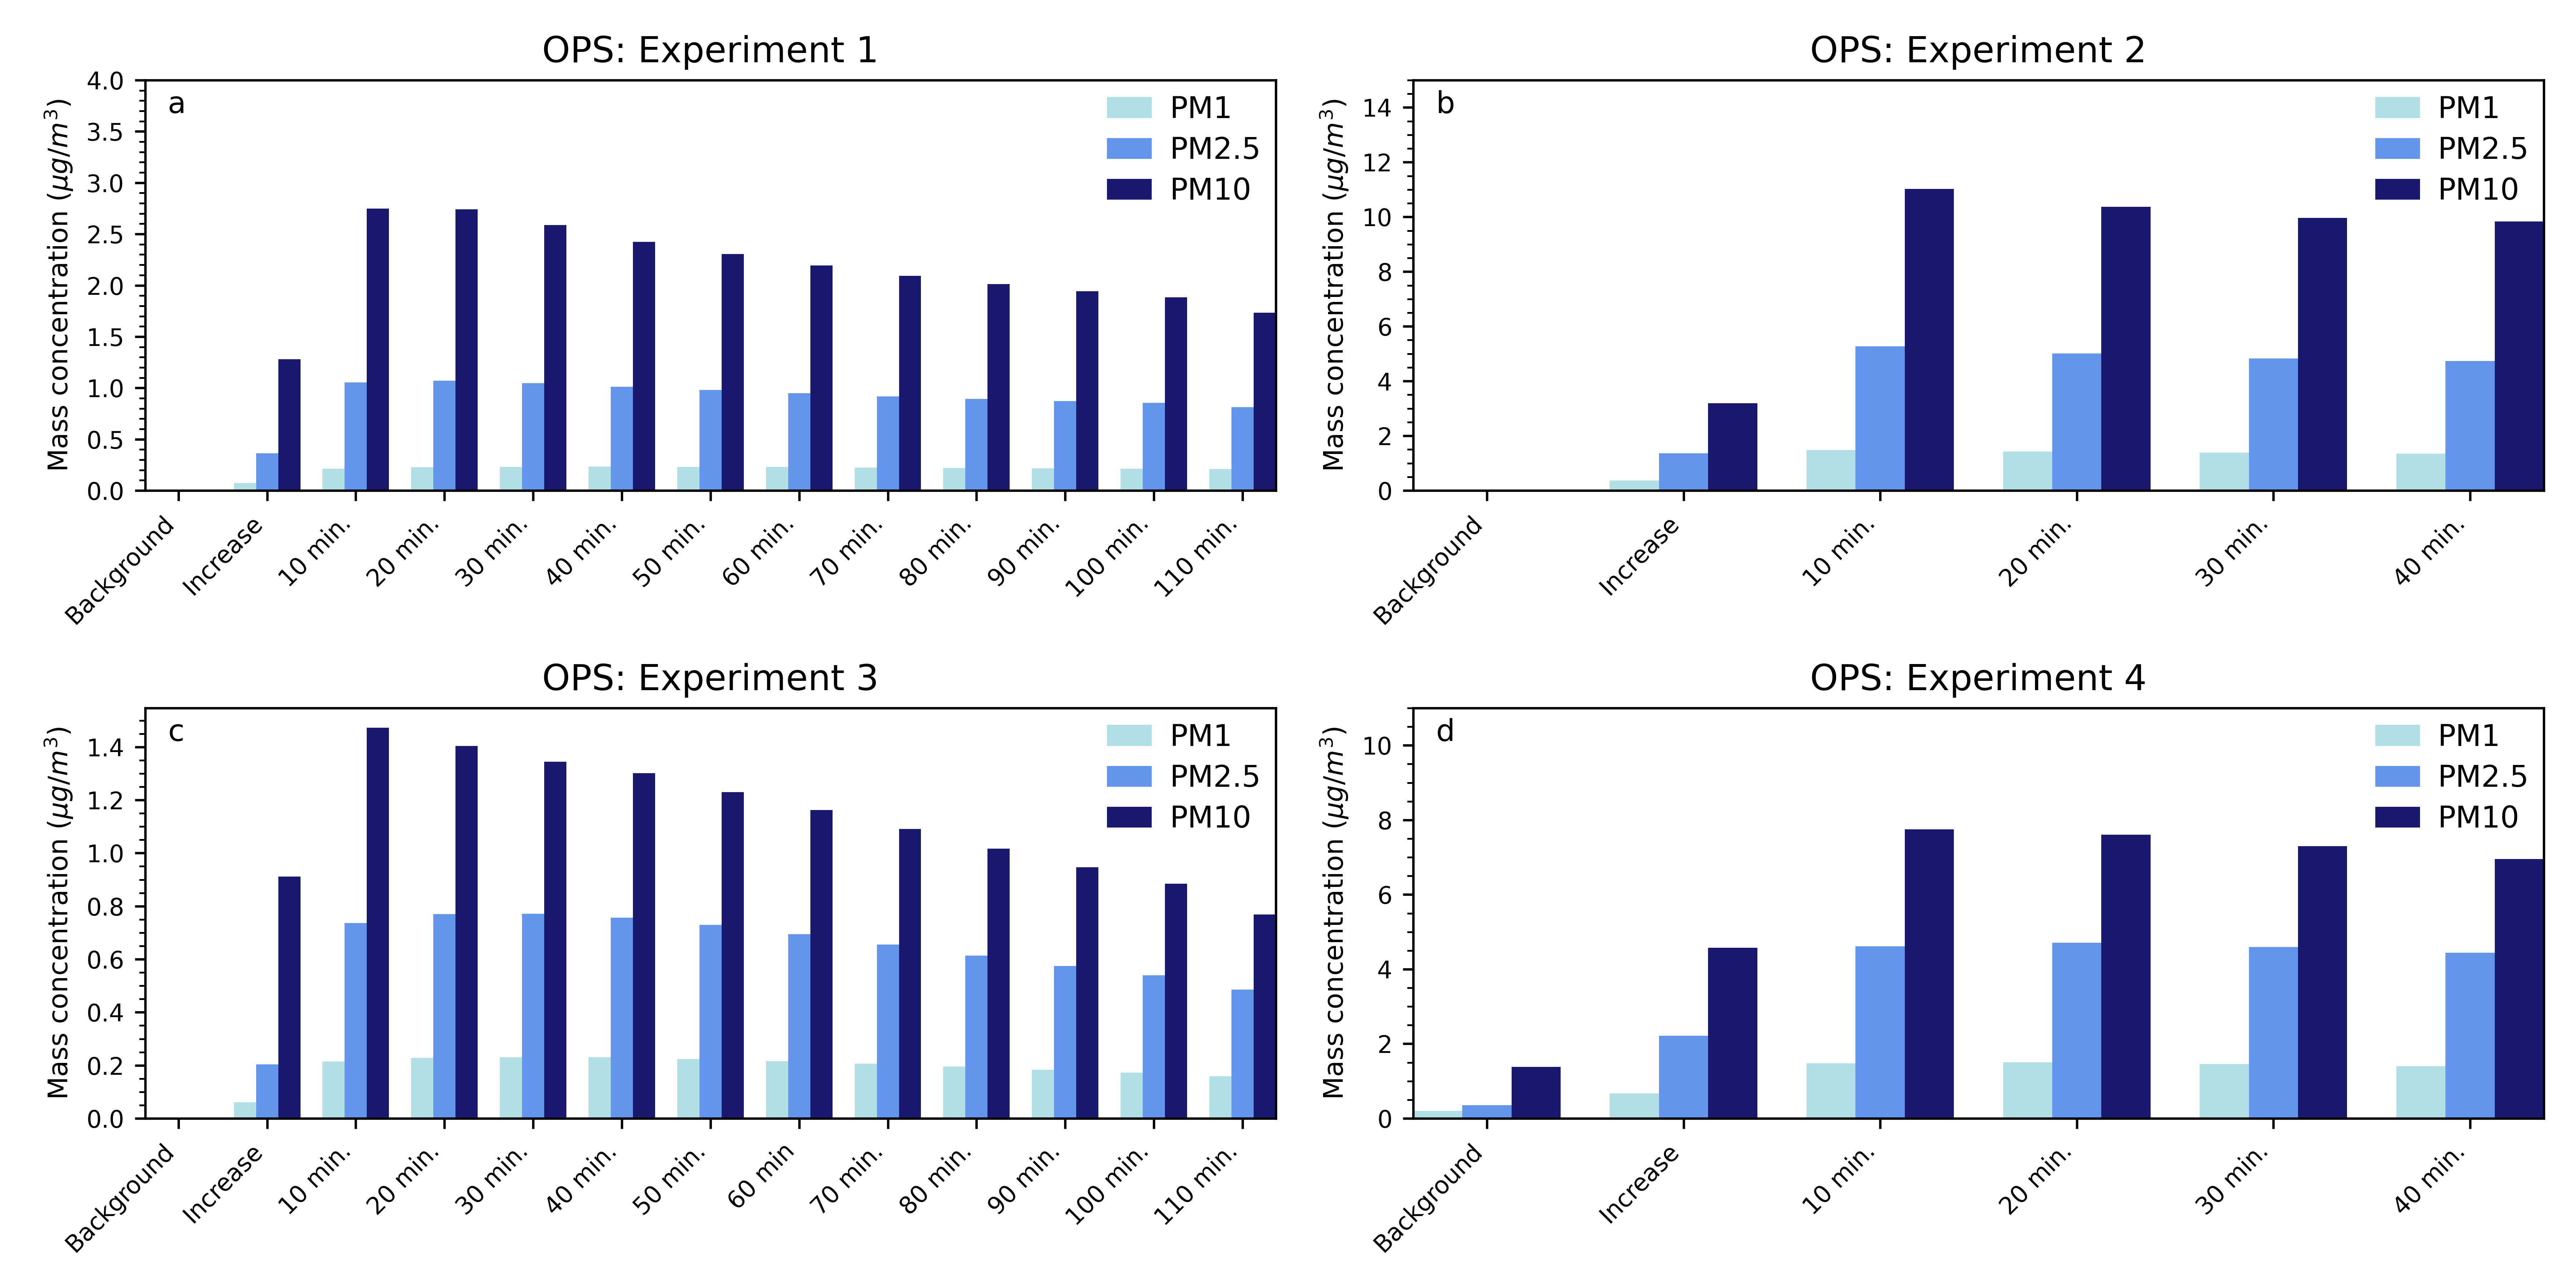 OPS: Experiment 1
Mass concentration (μg/m³)
4.0
3.5
3.0
2.5
2.0
1.5
1.0
0.5
0.0
a
PM1
PM2.5
PM10
Background
Increase
10 min.
20 min.
30 min.
40 min.
50 min.
60 min.
70 min.
80 min.
90 min.
100 min.
110 min.
OPS: Experiment 2
Mass concentration (μg/m³)
14
12
10
8
6
4
2
0
b
PM1
PM2.5
PM10
Background
Increase
10 min.
20 min.
30 min.
40 min.
OPS: Experiment 3
Mass concentration (μg/m³)
1.4
1.2
1.0
0.8
0.6
0.4
0.2
0.0
c
PM1
PM2.5
PM10
Background
Increase
10 min.
20 min.
30 min.
40 min.
50 min.
60 min
70 min.
80 min.
90 min.
100 min.
110 min.
OPS: Experiment 4
Mass concentration (μg/m³)
10
8
6
4
2
0
d
PM1
PM2.5
PM10
Background
Increase
10 min.
20 min.
30 min.
40 min.